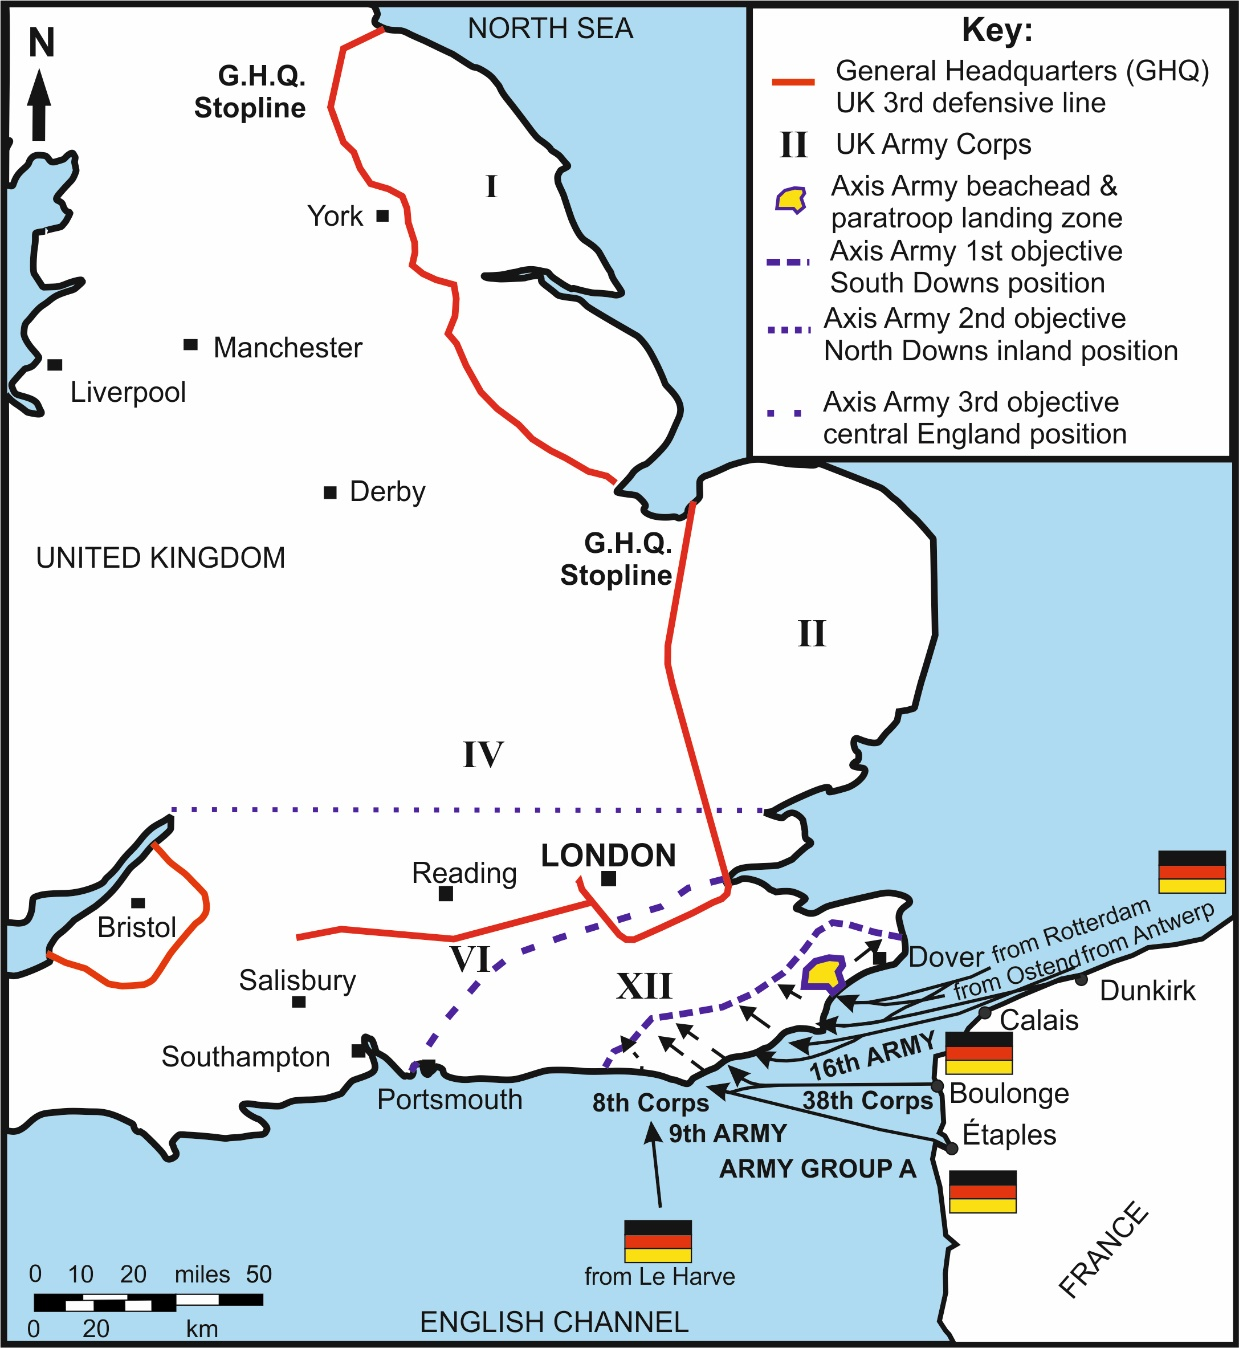 NORTH SEA
N
G.H.Q.
Stopline
I
York
Manchester
Liverpool
Derby
UNITED KINGDOM
G.H.Q.
Stopline
II
IV
LONDON
Reading
Bristol
VI
Salisbury
XII
Southampton
Portsmouth
Dover
from Rotterdam
from Ostend
from Antwerp
Dunkirk
Calais
16th ARMY
Boulonge
38th Corps
8th Corps
9th ARMY
Étaples
ARMY GROUP A
FRANCE
from Le Harve
ENGLISH CHANNEL
0 10 20 miles 50
0 20 km
Key:
General Headquarters (GHQ)
UK 3rd defensive line
II UK Army Corps
Axis Army beachead &
paratroop landing zone
Axis Army 1st objective
South Downs position
Axis Army 2nd objective
North Downs inland position
Axis Army 3rd objective
central England position